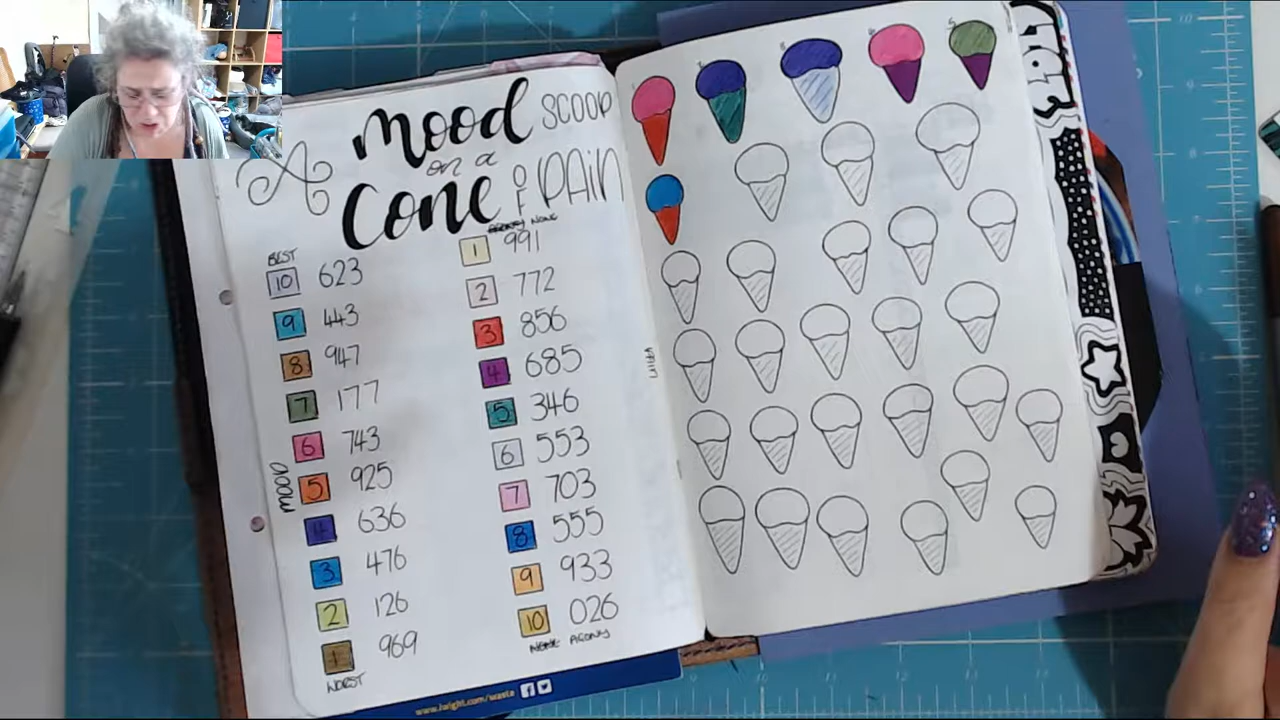 mood SCOOP
on a
Cone OF PAIN
BEST
10 623
9 443
8 947
7 177
6 743
5 925
4 636
3 476
2 126
1 969
WORST
MOOD
NONE
1 991
2 772
3 856
4 685
5 346
6 553
7 703
8 555
9 933
10 026
AGONY
PAIN